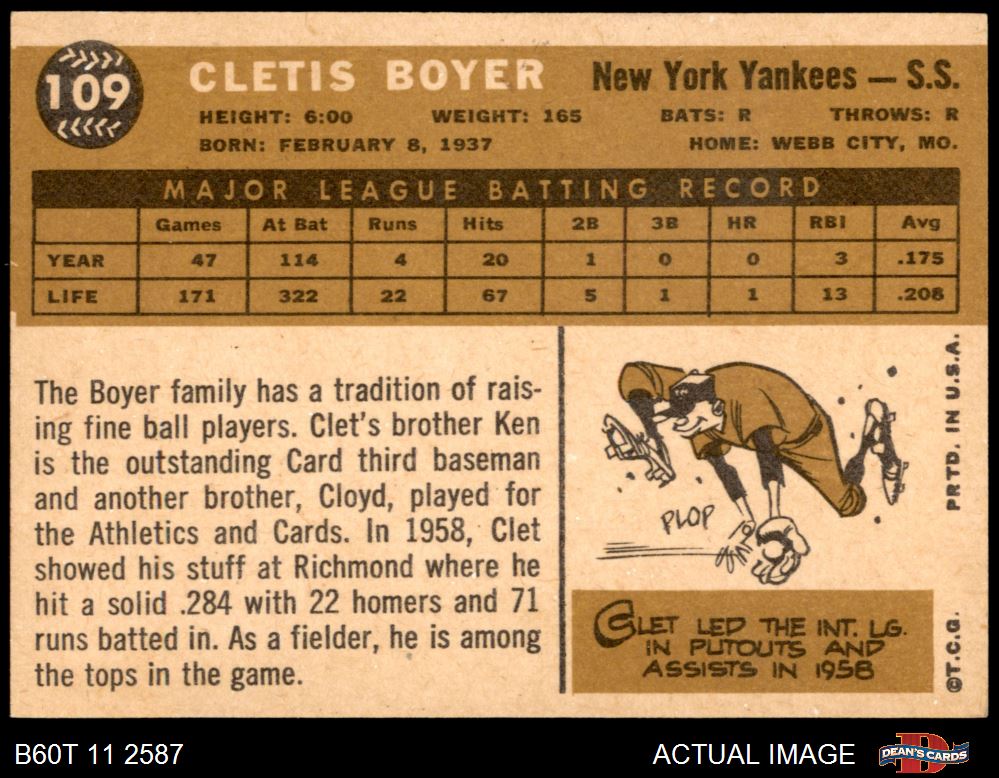 109
CLETIS BOYER
New York Yankees — S.S.
HEIGHT: 6:00 WEIGHT: 165 BATS: R THROWS: R
BORN: FEBRUARY 8, 1937 HOME: WEBB CITY, MO.
MAJOR LEAGUE BATTING RECORD
Games At Bat Runs Hits 2B 3B HR RBI Avg
YEAR 47 114 4 20 1 0 0 3 .175
LIFE 171 322 22 67 5 1 1 13 .208
The Boyer family has a tradition of rais-
ing fine ball players. Clet's brother Ken
is the outstanding Card third baseman
and another brother, Cloyd, played for
the Athletics and Cards. In 1958, Clet
showed his stuff at Richmond where he
hit a solid .284 with 22 homers and 71
runs batted in. As a fielder, he is among
the tops in the game.
PLOP
CLET LED THE INT. LG.
IN PUTOUTS AND
ASSISTS IN 1958
PRTD. IN U.S.A.
©T.C.G.
B60T 11 2587
ACTUAL IMAGE
DEAN'S CARDS